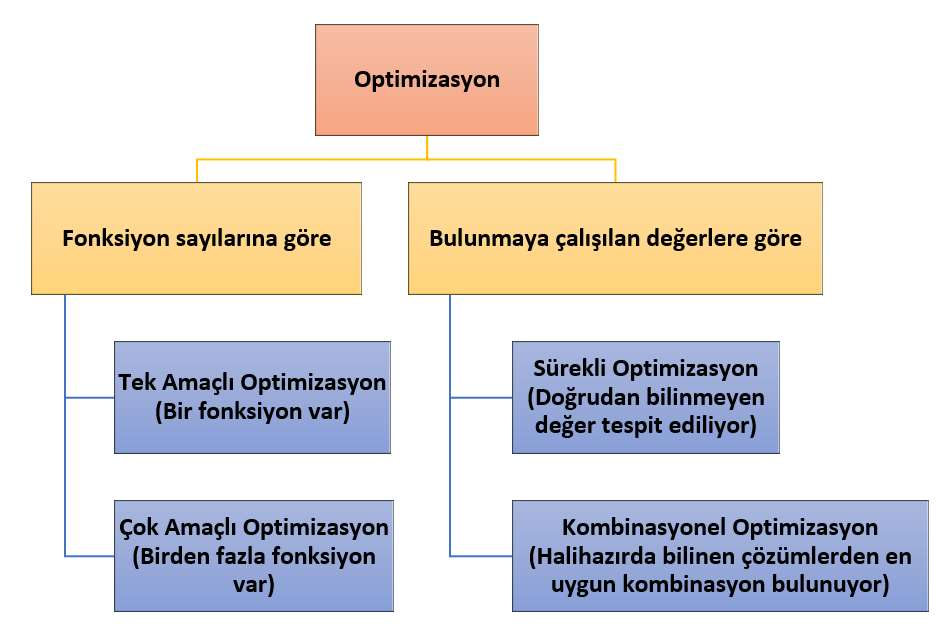 Optimizasyon
Fonksiyon sayılarına göre
Bulunmaya çalışılan değerlere göre
Tek Amaçlı Optimizasyon
(Bir fonksiyon var)
Çok Amaçlı Optimizasyon
(Birden fazla fonksiyon
var)
Sürekli Optimizasyon
(Doğrudan bilinmeyen
değer tespit ediliyor)
Kombinasyonel Optimizasyon
(Halihazırda bilinen çözümlerden en
uygun kombinasyon bulunuyor)